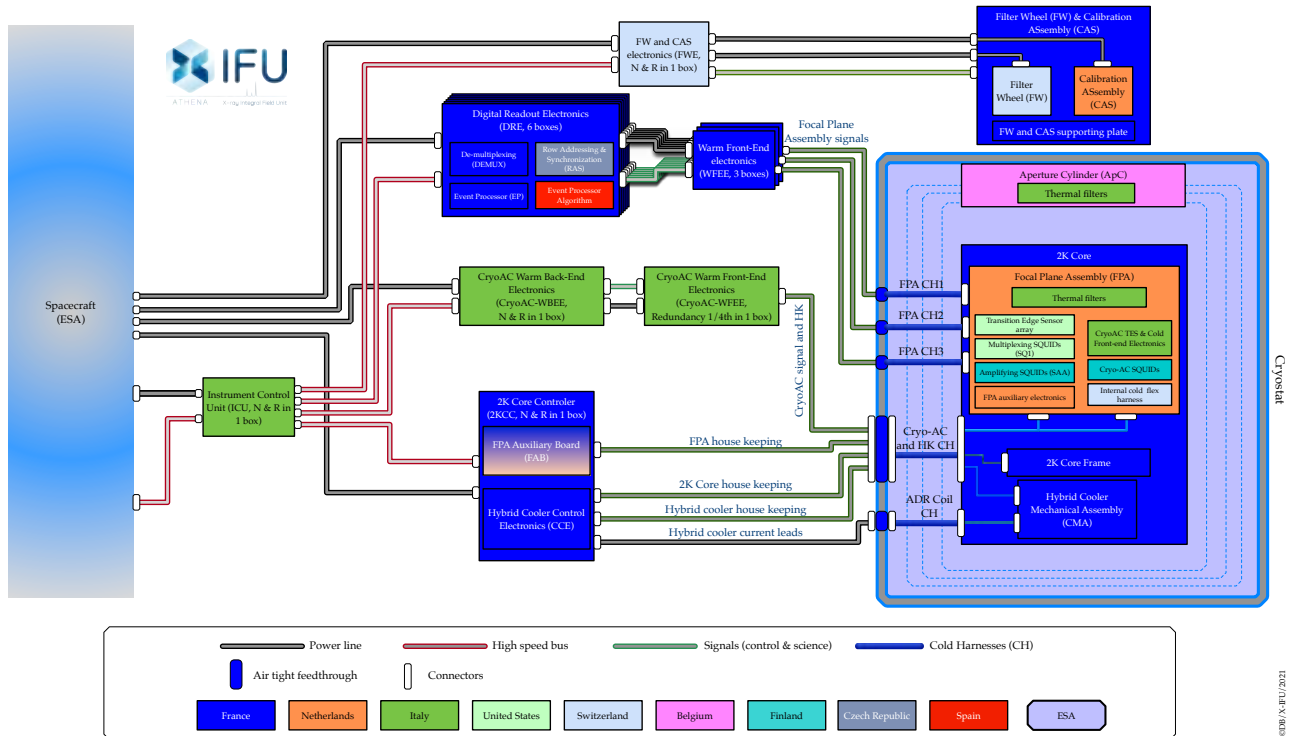 IFU
ATHENA X-ray Integral Field Unit
Spacecraft
(ESA)
FW and CAS
electronics (FWE,
N & R in 1 box)
Filter Wheel (FW) & Calibration
ASsembly (CAS)
Filter
Wheel (FW)
Calibration
ASsembly
(CAS)
FW and CAS supporting plate
Digital Readout Electronics
(DRE, 6 boxes)
De-multiplexing
(DEMUX)
Row Addressing &
Synchronization
(RAS)
Event Processor (EP)
Event Processor
Algorithm
Warm Front-End
electronics
(WFEE, 3 boxes)
Focal Plane
Assembly signals
Aperture Cylinder (ApC)
Thermal filters
CryoAC Warm Back-End
Electronics
(CryoAC-WBEE,
N & R in 1 box)
CryoAC Warm Front-End
Electronics
(CryoAC-WFEE,
Redundancy 1/4th in 1 box)
CryoAC signal and HK
FPA CH1
FPA CH2
FPA CH3
2K Core
Focal Plane Assembly (FPA)
Thermal filters
Transition Edge Sensor
array
Multiplexing SQUIDs
(SQ1)
Amplifying SQUIDs (SAA)
FPA auxiliary electronics
CryoAC TES & Cold
Front-end Electronics
Cryo-AC SQUIDs
Internal cold flex
harness
Cryostat
Instrument Control
Unit (ICU, N & R in
1 box)
2K Core Controler
(2KCC, N & R in 1 box)
FPA Auxiliary Board
(FAB)
Hybrid Cooler Control
Electronics (CCE)
FPA house keeping
2K Core house keeping
Hybrid cooler house keeping
Hybrid cooler current leads
Cryo-AC
and HK CH
ADR Coil
CH
2K Core Frame
Hybrid Cooler
Mechanical Assembly
(CMA)
Power line
High speed bus
Signals (control & science)
Cold Harnesses (CH)
Air tight feedthrough
Connectors
France
Netherlands
Italy
United States
Switzerland
Belgium
Finland
Czech Republic
Spain
ESA
©IDB/X-IFU/2021